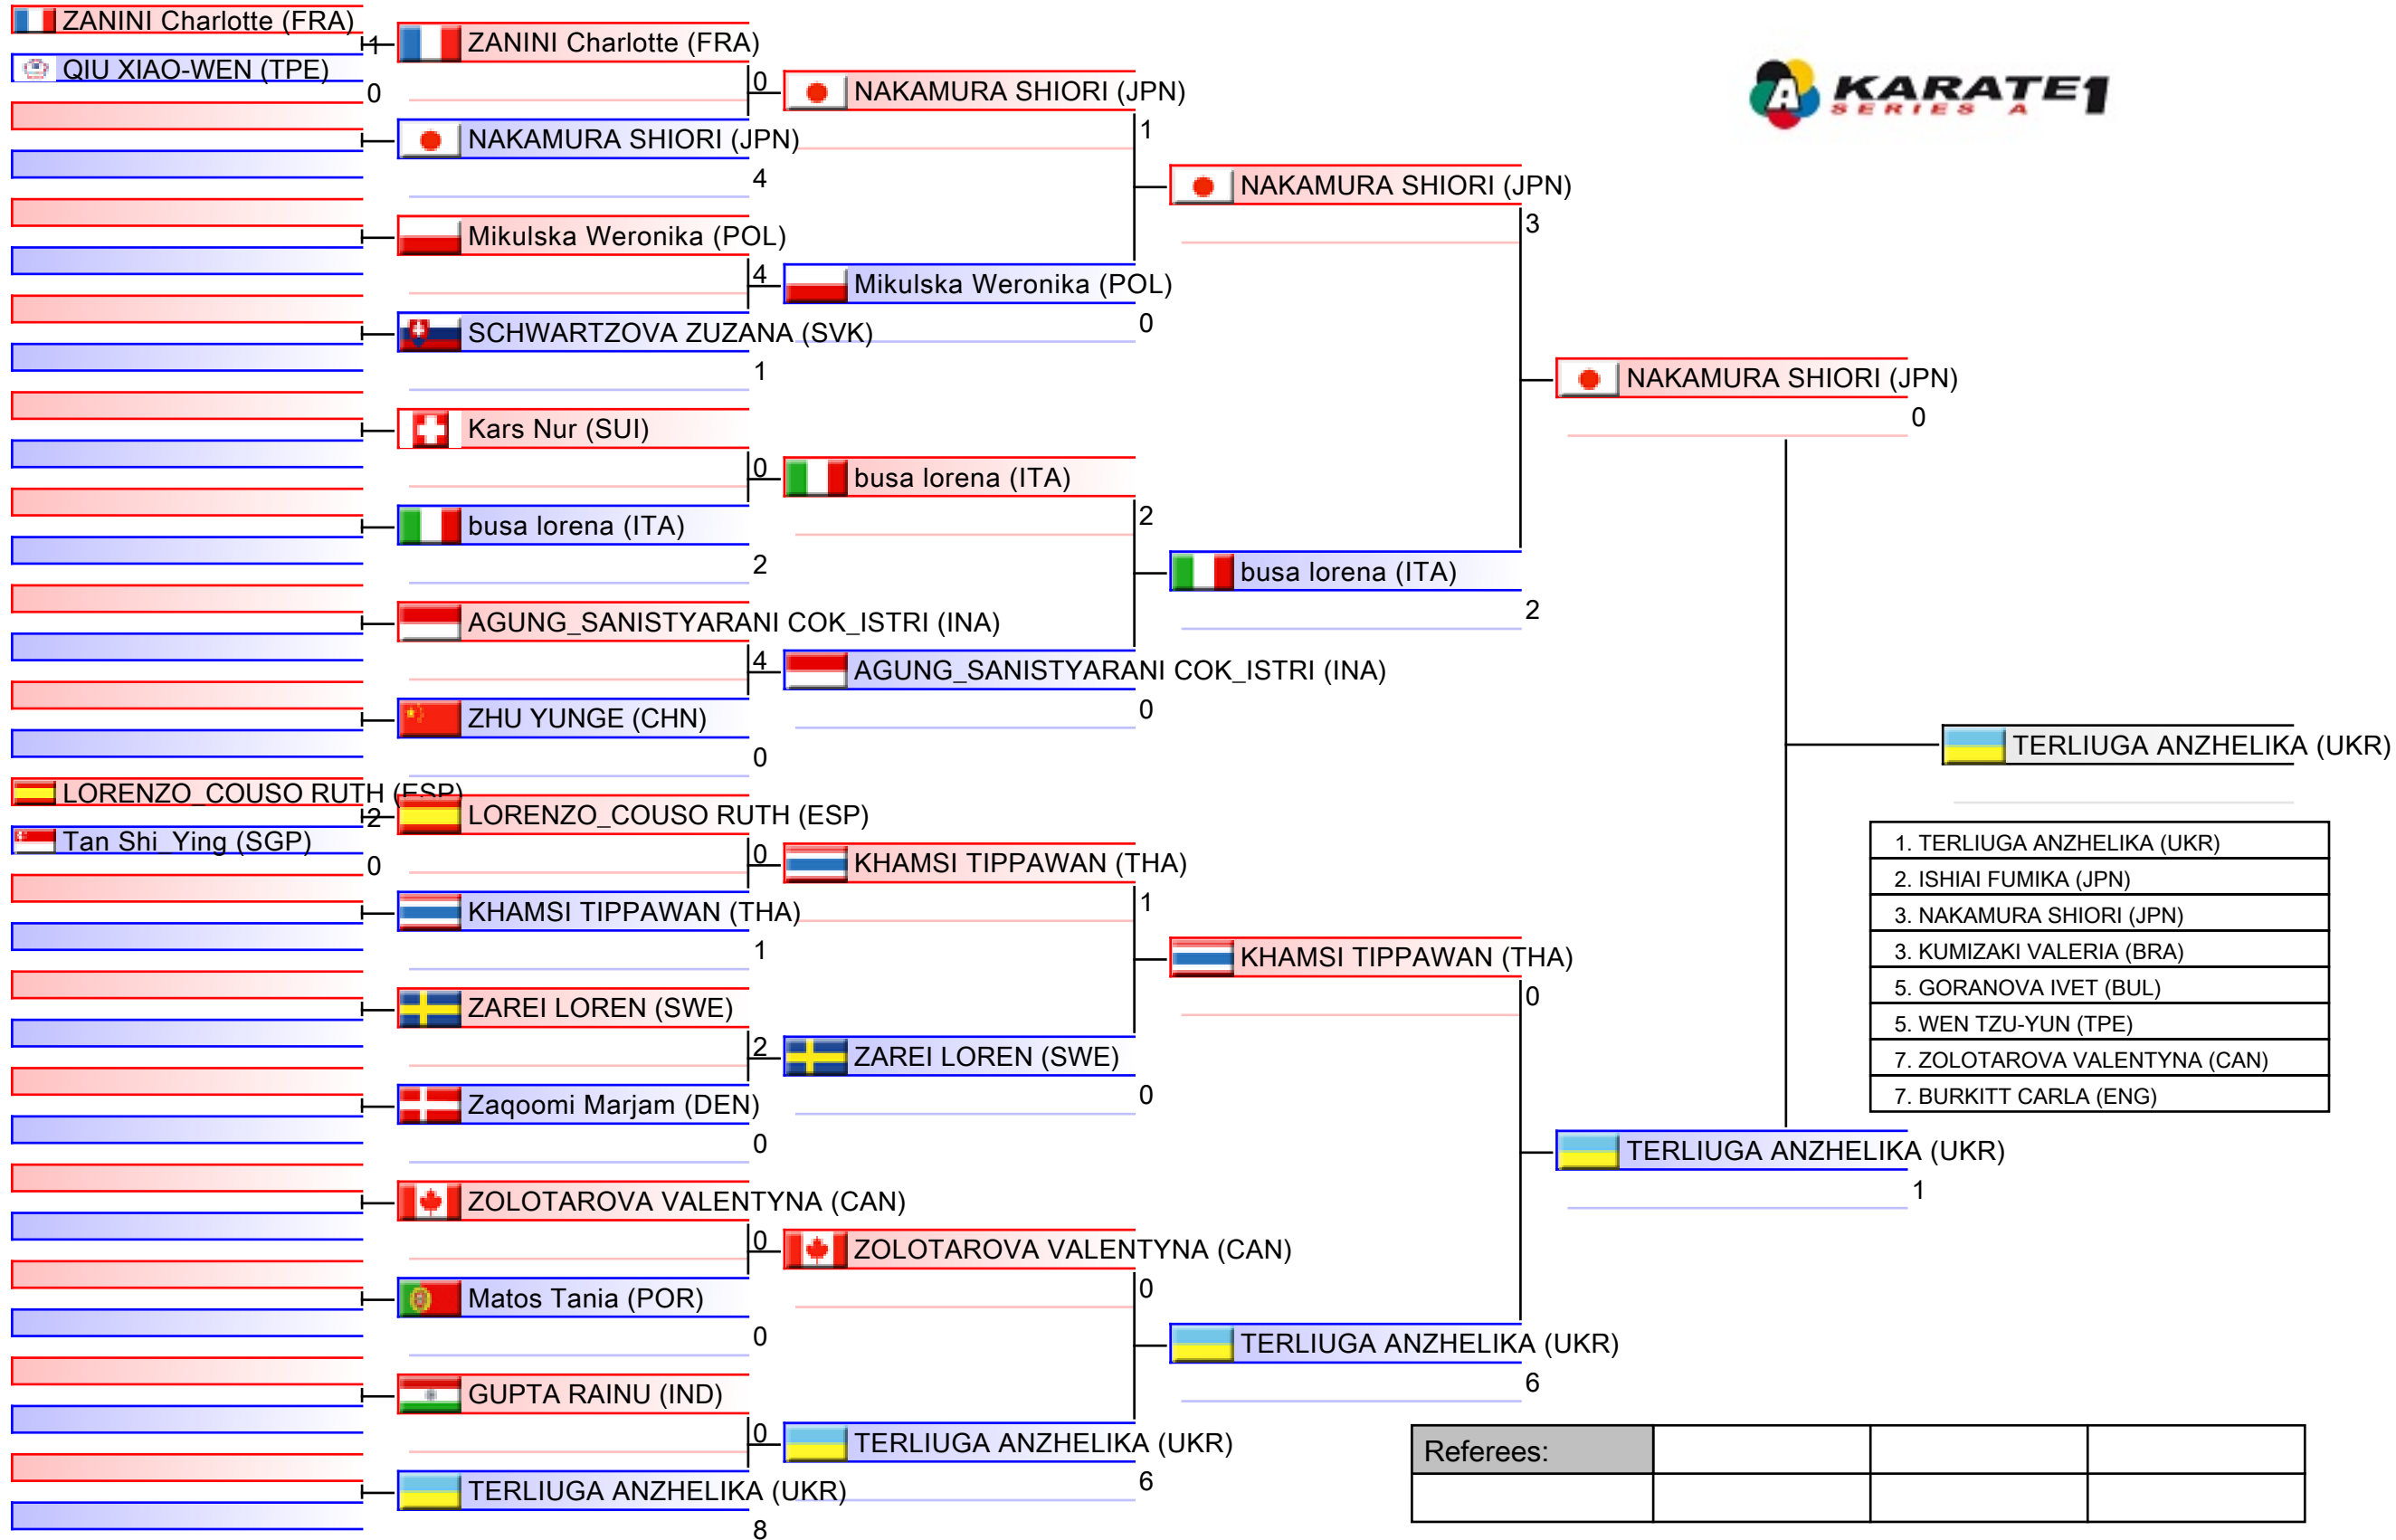 ZANINI Charlotte (FRA)
1
QIU XIAO-WEN (TPE)
0
LORENZO_COUSO RUTH (ESP)
2
Tan Shi_Ying (SGP)
0
ZANINI Charlotte (FRA)
0
NAKAMURA SHIORI (JPN)
4
Mikulska Weronika (POL)
4
SCHWARTZOVA ZUZANA (SVK)
1
Kars Nur (SUI)
0
busa lorena (ITA)
2
AGUNG_SANISTYARANI COK_ISTRI (INA)
4
ZHU YUNGE (CHN)
0
LORENZO_COUSO RUTH (ESP)
0
KHAMSI TIPPAWAN (THA)
1
ZAREI LOREN (SWE)
2
Zaqoomi Marjam (DEN)
0
ZOLOTAROVA VALENTYNA (CAN)
0
Matos Tania (POR)
0
GUPTA RAINU (IND)
0
TERLIUGA ANZHELIKA (UKR)
8
NAKAMURA SHIORI (JPN)
1
Mikulska Weronika (POL)
0
busa lorena (ITA)
2
AGUNG_SANISTYARANI COK_ISTRI (INA)
0
KHAMSI TIPPAWAN (THA)
1
ZAREI LOREN (SWE)
0
ZOLOTAROVA VALENTYNA (CAN)
0
TERLIUGA ANZHELIKA (UKR)
6
NAKAMURA SHIORI (JPN)
3
busa lorena (ITA)
2
KHAMSI TIPPAWAN (THA)
0
TERLIUGA ANZHELIKA (UKR)
6
NAKAMURA SHIORI (JPN)
0
TERLIUGA ANZHELIKA (UKR)
1
A KARATE1
SERIES A
TERLIUGA ANZHELIKA (UKR)
1. TERLIUGA ANZHELIKA (UKR)
2. ISHIAI FUMIKA (JPN)
3. NAKAMURA SHIORI (JPN)
3. KUMIZAKI VALERIA (BRA)
5. GORANOVA IVET (BUL)
5. WEN TZU-YUN (TPE)
7. ZOLOTAROVA VALENTYNA (CAN)
7. BURKITT CARLA (ENG)
Referees: